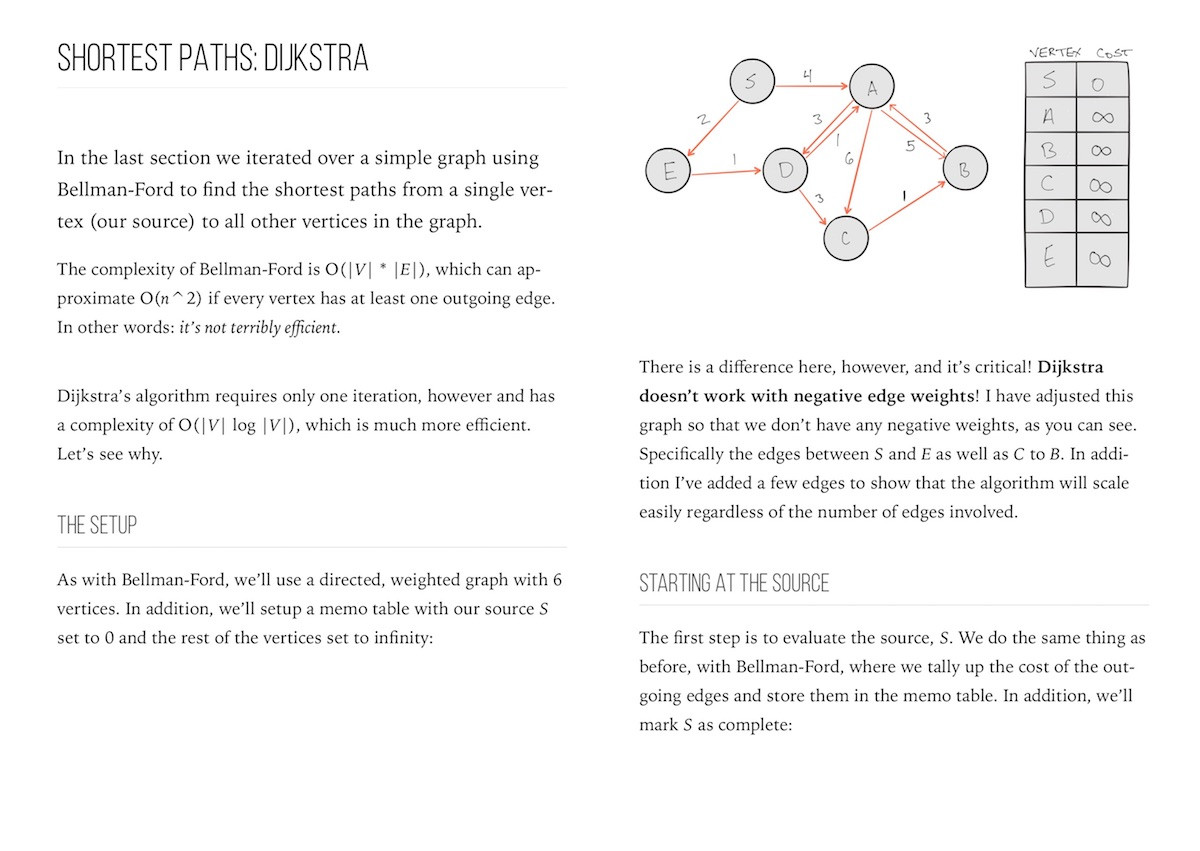 SHORTEST PATHS: DIJKSTRA
In the last section we iterated over a simple graph using
Bellman-Ford to find the shortest paths from a single ver-
tex (our source) to all other vertices in the graph.
The complexity of Bellman-Ford is O(|V| * |E|), which can ap-
proximate O(n^2) if every vertex has at least one outgoing edge.
In other words: it's not terribly efficient.
Dijkstra's algorithm requires only one iteration, however and has
a complexity of O(|V| log |V|), which is much more efficient.
Let's see why.
THE SETUP
As with Bellman-Ford, we'll use a directed, weighted graph with 6
vertices. In addition, we'll setup a memo table with our source S
set to 0 and the rest of the vertices set to infinity:
S 4 A
2 3 1 6 5 3
E 1 D B
3 1
C
VERTEX COST
S 0
A ∞
B ∞
C ∞
D ∞
E ∞
There is a difference here, however, and it's critical! Dijkstra
doesn't work with negative edge weights! I have adjusted this
graph so that we don't have any negative weights, as you can see.
Specifically the edges between S and E as well as C to B. In addi-
tion I've added a few edges to show that the algorithm will scale
easily regardless of the number of edges involved.
STARTING AT THE SOURCE
The first step is to evaluate the source, S. We do the same thing as
before, with Bellman-Ford, where we tally up the cost of the out-
going edges and store them in the memo table. In addition, we'll
mark S as complete: